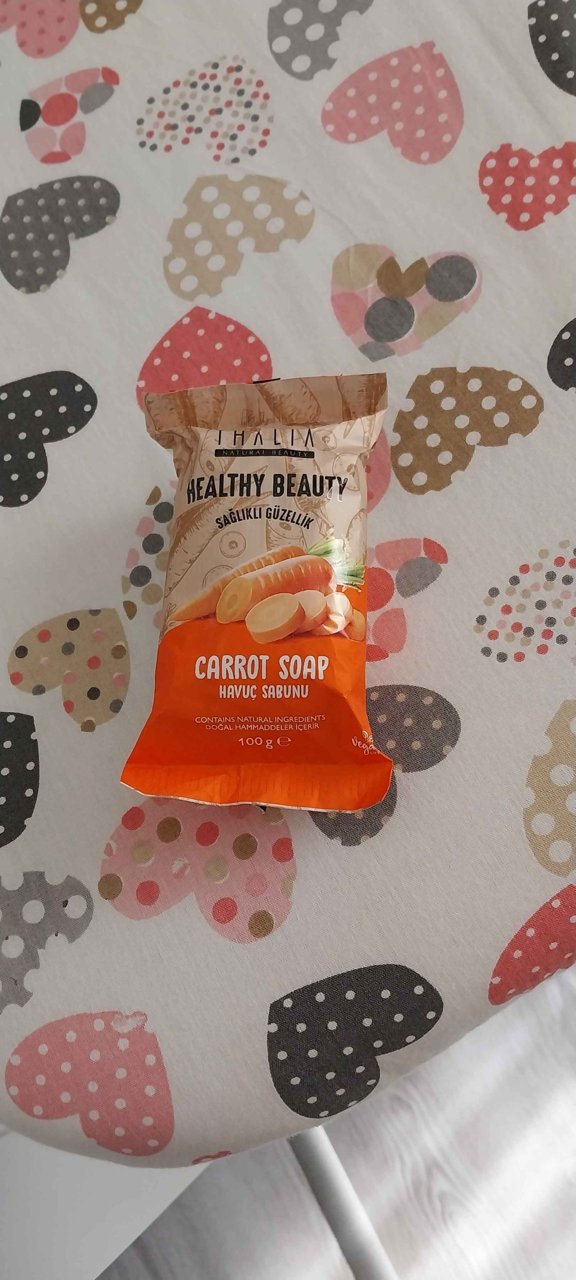 THALIA
NATURAL BEAUTY
HEALTHY BEAUTY
SAĞLIKLI GÜZELLİK
CARROT SOAP
HAVUÇ SABUNU
CONTAINS NATURAL INGREDIENTS
DOĞAL HAMMADDELER İÇERİR
100 g ℮